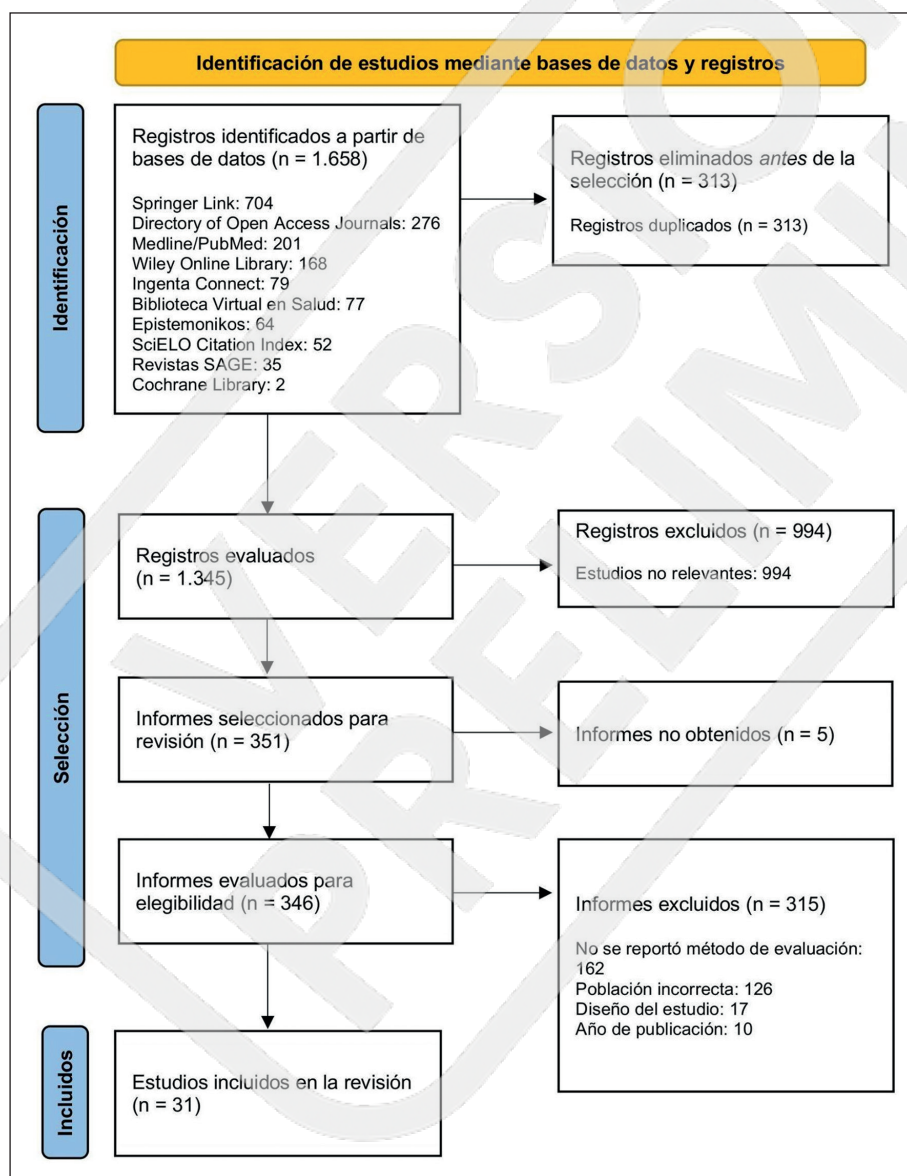 Identificación de estudios mediante bases de datos y registros
Identificación
Registros identificados a partir de
bases de datos (n = 1.658)
Springer Link: 704
Directory of Open Access Journals: 276
Medline/PubMed: 201
Wiley Online Library: 168
Ingenta Connect: 79
Biblioteca Virtual en Salud: 77
Epistemonikos: 64
SciELO Citation Index: 52
Revistas SAGE: 35
Cochrane Library: 2
Registros eliminados antes de la
selección (n = 313)
Registros duplicados (n = 313)
Selección
Registros evaluados
(n = 1.345)
Registros excluidos (n = 994)
Estudios no relevantes: 994
Informes seleccionados para
revisión (n = 351)
Informes no obtenidos (n = 5)
Informes evaluados para
elegibilidad (n = 346)
Informes excluidos (n = 315)
No se reportó método de evaluación:
162
Población incorrecta: 126
Diseño del estudio: 17
Año de publicación: 10
Incluidos
Estudios incluidos en la revisión
(n = 31)
VERSIÓN
PRELIMI